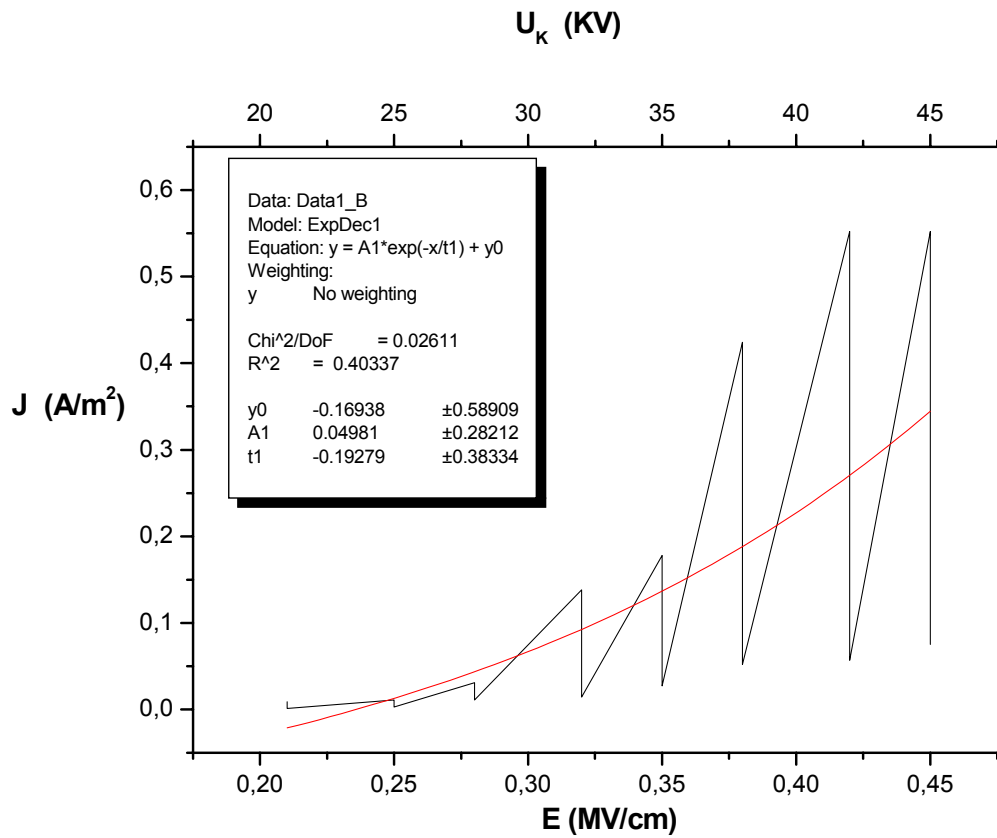 U_K (KV)
20 25 30 35 40 45
Data: Data1_B
Model: ExpDec1
Equation: y = A1*exp(-x/t1) + y0
Weighting:
y No weighting
Chi^2/DoF = 0.02611
R^2 = 0.40337
y0 -0.16938 ±0.58909
A1 0.04981 ±0.28212
t1 -0.19279 ±0.38334
0,6
0,5
0,4
J (A/m²)
0,3
0,2
0,1
0,0
0,20 0,25 0,30 0,35 0,40 0,45
E (MV/cm)